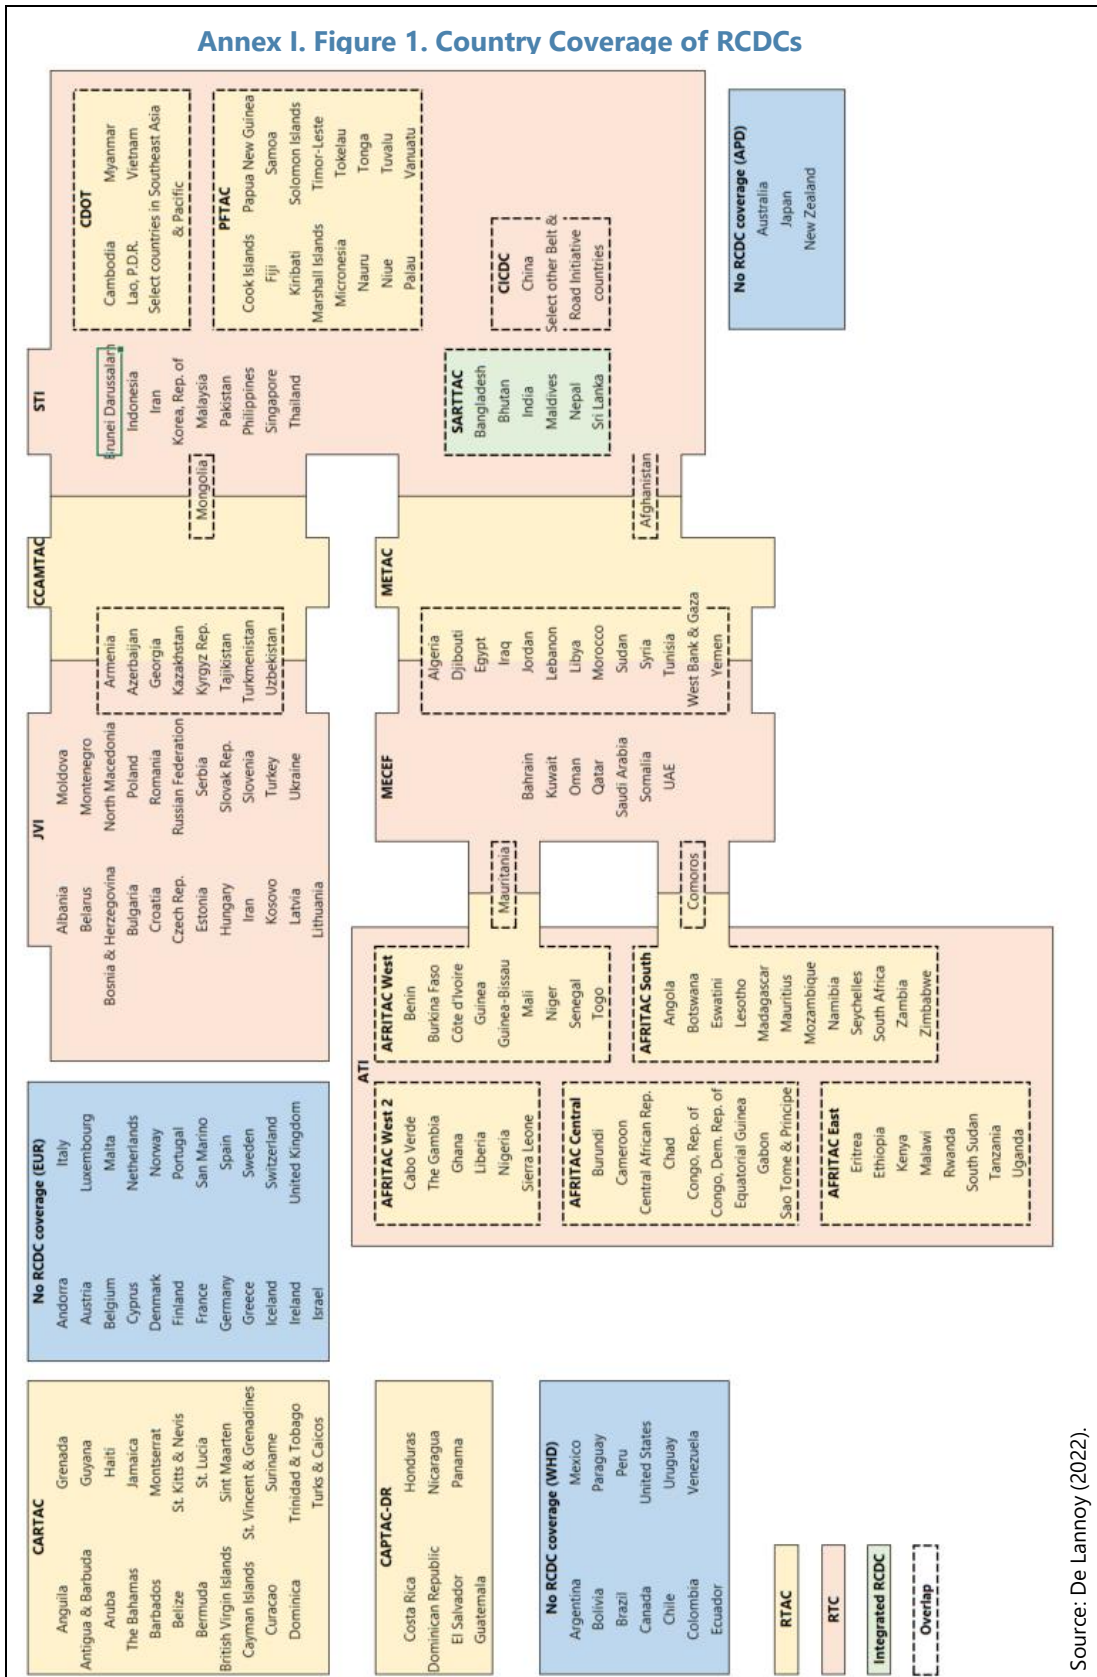 Annex I. Figure 1. Country Coverage of RCDCs
CARTAC
Anguila Grenada
Antigua & Barbuda Guyana
Aruba Haiti
The Bahamas Jamaica
Barbados Montserrat
Belize St. Kitts & Nevis
Bermuda St. Lucia
British Virgin Islands Sint Maarten
Cayman Islands St. Vincent & Grenadines
Curacao Suriname
Dominica Trinidad & Tobago
Turks & Caicos
No RCDC coverage (EUR)
Andorra Italy
Austria Luxembourg
Belgium Malta
Cyprus Netherlands
Denmark Norway
Finland Portugal
France San Marino
Germany Spain
Greece Sweden
Iceland Switzerland
Ireland United Kingdom
Israel
JVI
Albania Moldova
Belarus Montenegro
Bosnia & Herzegovina North Macedonia
Bulgaria Poland
Croatia Romania
Czech Rep. Russian Federation
Estonia Serbia
Hungary Slovak Rep.
Iran Slovenia
Kosovo Turkey
Latvia Ukraine
Lithuania
CCAMTAC
Armenia
Azerbaijan
Georgia
Kazakhstan
Kyrgyz Rep.
Tajikistan
Turkmenistan
Uzbekistan
Mongolia
STI
Brunei Darussalam
Indonesia
Iran
Korea, Rep. of
Malaysia
Pakistan
Philippines
Singapore
Thailand
CDOT
Cambodia Myanmar
Lao, P.D.R. Vietnam
Select countries in Southeast Asia
& Pacific
PFTAC
Cook Islands Papua New Guinea
Fiji Samoa
Kiribati Solomon Islands
Marshall Islands Timor-Leste
Micronesia Tokelau
Nauru Tonga
Niue Tuvalu
Palau Vanuatu
SARTTAC
Bangladesh
Bhutan
India
Maldives
Nepal
Sri Lanka
CICDC
China
Select other Belt &
Road Initiative
countries
CAPTAC-DR
Costa Rica Honduras
Dominican Republic Nicaragua
El Salvador Panama
Guatemala
ATI
AFRITAC West 2
Cabo Verde
The Gambia
Ghana
Liberia
Nigeria
Sierra Leone
AFRITAC West
Benin
Burkina Faso
Côte d'Ivoire
Guinea
Guinea-Bissau
Mali
Niger
Senegal
Togo
Mauritania
AFRITAC Central
Burundi
Cameroon
Central African Rep.
Chad
Congo, Rep. of
Congo, Dem. Rep. of
Equatorial Guinea
Gabon
Sao Tome & Principe
AFRITAC South
Angola
Botswana
Eswatini
Lesotho
Madagascar
Mauritius
Mozambique
Namibia
Seychelles
South Africa
Zambia
Zimbabwe
Comoros
AFRITAC East
Eritrea
Ethiopia
Kenya
Malawi
Rwanda
South Sudan
Tanzania
Uganda
MECEF
Bahrain
Kuwait
Oman
Qatar
Saudi Arabia
Somalia
UAE
METAC
Algeria
Djibouti
Egypt
Iraq
Jordan
Lebanon
Libya
Morocco
Sudan
Syria
Tunisia
West Bank & Gaza
Yemen
Afghanistan
No RCDC coverage (WHD)
Argentina Mexico
Bolivia Paraguay
Brazil Peru
Canada United States
Chile Uruguay
Colombia Venezuela
Ecuador
No RCDC coverage (APD)
Australia
Japan
New Zealand
RTAC
RTC
Integrated RCDC
Overlap
Source: De Lannoy (2022).